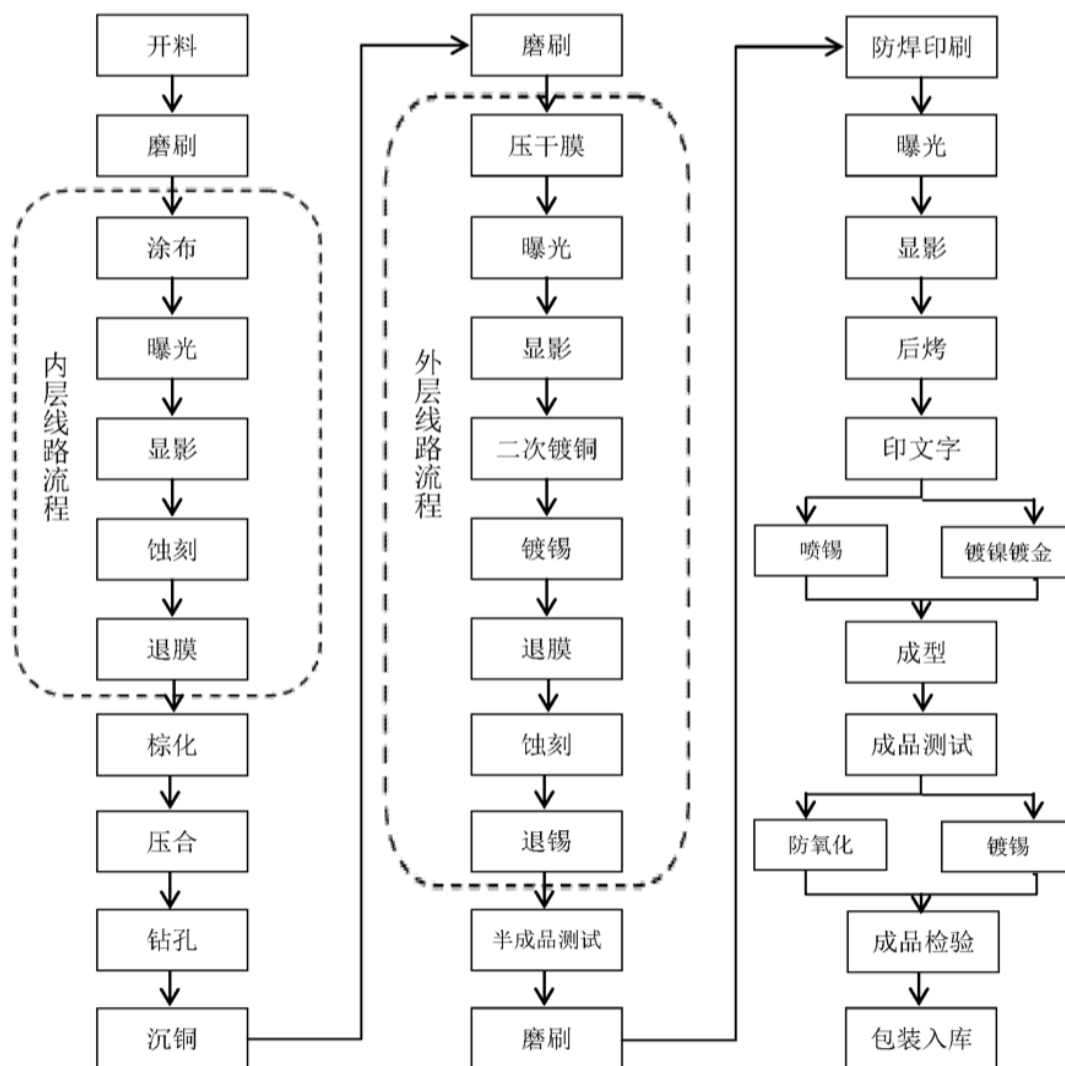 开料
磨刷
涂布
曝光
显影
蚀刻
退膜
内层线路流程
棕化
压合
钻孔
沉铜
磨刷
压干膜
曝光
显影
二次镀铜
镀锡
退膜
蚀刻
退锡
外层线路流程
半成品测试
磨刷
防焊印刷
曝光
显影
后烤
印文字
喷锡
镀镍镀金
成型
成品测试
防氧化
镀锡
成品检验
包装入库